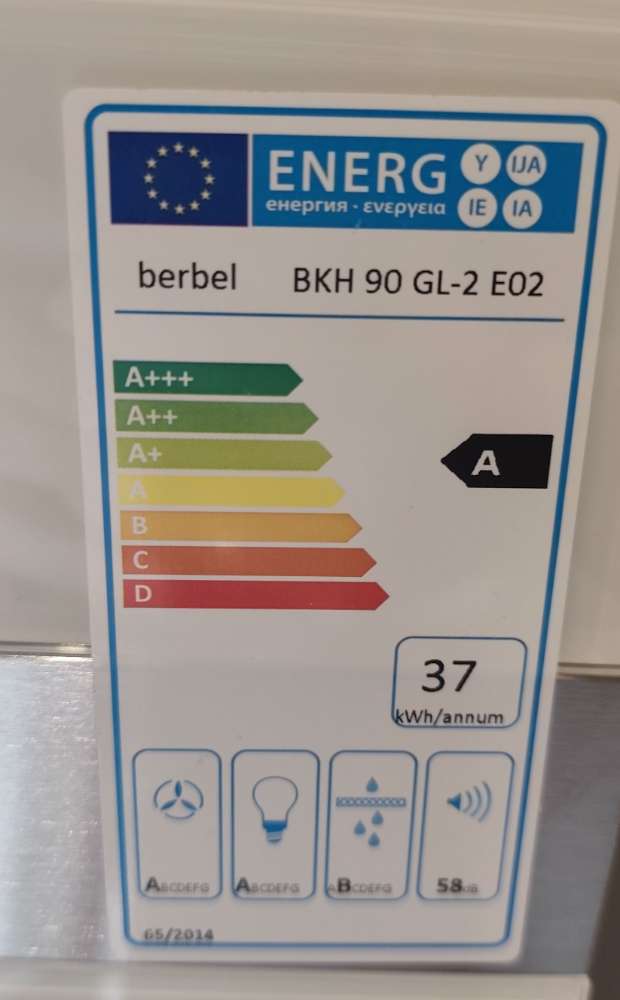 ENERG Y IJA
енергия · ενεργεια IE IA
berbel BKH 90 GL-2 E02
A+++
A++
A+
A
A
B
C
D
37
kWh/annum
ABCDEFG ABCDEFG ABCDEFG 58
65/2014